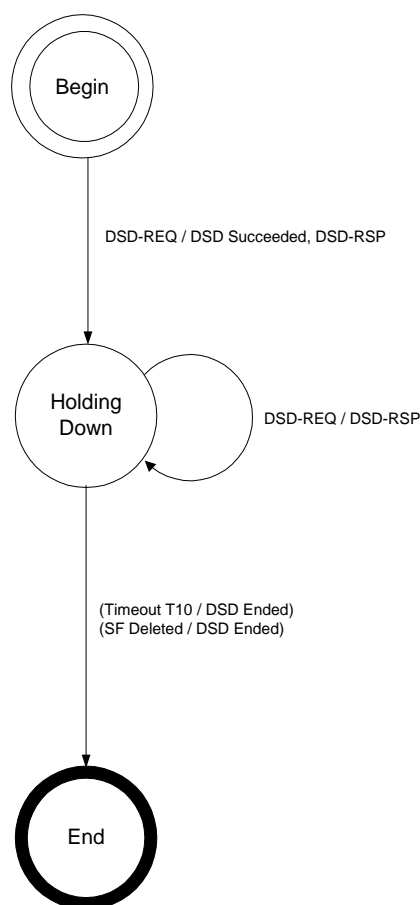 Begin
DSD-REQ / DSD Succeeded, DSD-RSP
Holding
Down
DSD-REQ / DSD-RSP
(Timeout T10 / DSD Ended)
(SF Deleted / DSD Ended)
End